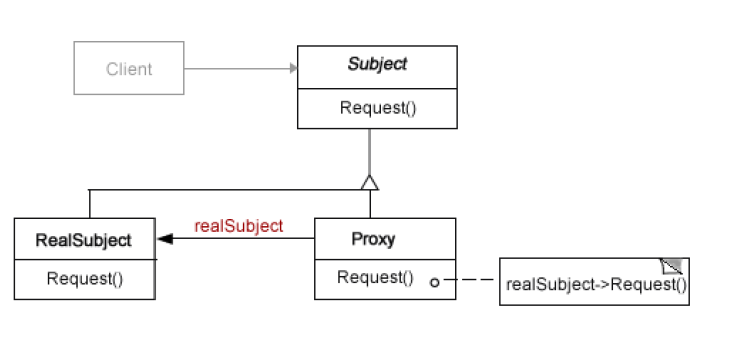 Client
Subject
Request()
realSubject
RealSubject
Request()
Proxy
Request()
realSubject->Request()